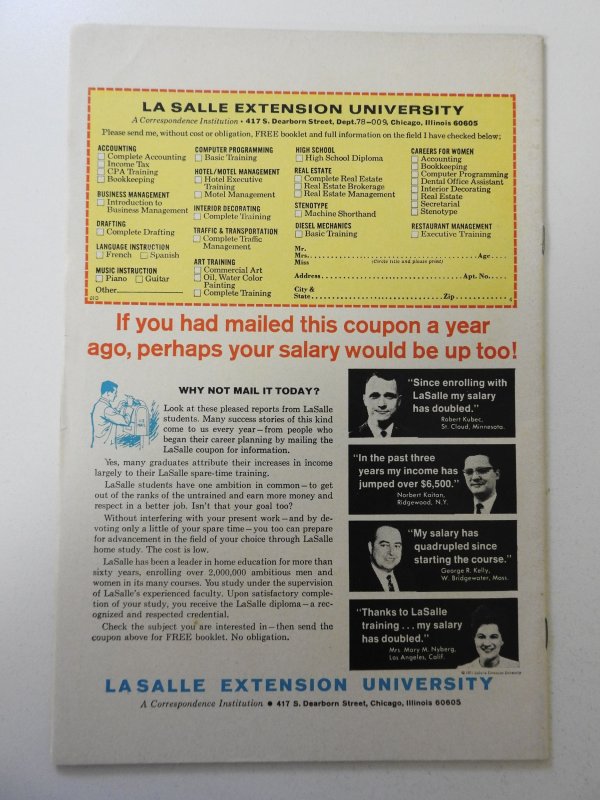 LA SALLE EXTENSION UNIVERSITY
A Correspondence Institution • 417 S. Dearborn Street, Dept. 78-009, Chicago, Illinois 60605
Please send me, without cost or obligation, FREE booklet and full information on the field I have checked below:
ACCOUNTING
Complete Accounting
Income Tax
CPA Training
Bookkeeping
BUSINESS MANAGEMENT
Introduction to
Business Management
DRAFTING
Complete Drafting
LANGUAGE INSTRUCTION
French Spanish
MUSIC INSTRUCTION
Piano Guitar
Other
COMPUTER PROGRAMMING
Basic Training
HOTEL/MOTEL MANAGEMENT
Hotel Executive
Training
Motel Management
INTERIOR DECORATING
Complete Training
TRAFFIC & TRANSPORTATION
Complete Traffic
Management
ART TRAINING
Commercial Art
Oil, Water Color
Painting
Complete Training
HIGH SCHOOL
High School Diploma
REAL ESTATE
Complete Real Estate
Real Estate Brokerage
Real Estate Management
STENOTYPE
Machine Shorthand
DIESEL MECHANICS
Basic Training
CAREERS FOR WOMEN
Accounting
Bookkeeping
Computer Programming
Dental Office Assistant
Interior Decorating
Real Estate
Secretarial
Stenotype
RESTAURANT MANAGEMENT
Executive Training
Mr.
Mrs. Age
Miss (Circle title and please print)
Address Apt. No.
City &
State Zip
If you had mailed this coupon a year
ago, perhaps your salary would be up too!
WHY NOT MAIL IT TODAY?
Look at these pleased reports from LaSalle
students. Many success stories of this kind
come to us every year—from people who
began their career planning by mailing the
LaSalle coupon for information.
Yes, many graduates attribute their increases in income
largely to their LaSalle spare-time training.
LaSalle students have one ambition in common—to get
out of the ranks of the untrained and earn more money and
respect in a better job. Isn't that your goal too?
Without interfering with your present work—and by de-
voting only a little of your spare time—you too can prepare
for advancement in the field of your choice through LaSalle
home study. The cost is low.
LaSalle has been a leader in home education for more than
sixty years, enrolling over 2,000,000 ambitious men and
women in its many courses. You study under the supervision
of LaSalle's experienced faculty. Upon satisfactory comple-
tion of your study, you receive the LaSalle diploma—a rec-
ognized and respected credential.
Check the subject you are interested in—then send the
coupon above for FREE booklet. No obligation.
"Since enrolling with
LaSalle my salary
has doubled."
Robert Kubec,
St. Cloud, Minnesota.
"In the past three
years my income has
jumped over $6,500."
Norbert Kaitan,
Ridgewood, N.Y.
"My salary has
quadrupled since
starting the course."
George R. Kelly,
W. Bridgewater, Mass.
"Thanks to LaSalle
training . . . my salary
has doubled."
Mrs. Mary M. Nyberg,
Los Angeles, Calif.
© 1971 LaSalle Extension University
LA SALLE EXTENSION UNIVERSITY
A Correspondence Institution • 417 S. Dearborn Street, Chicago, Illinois 60605